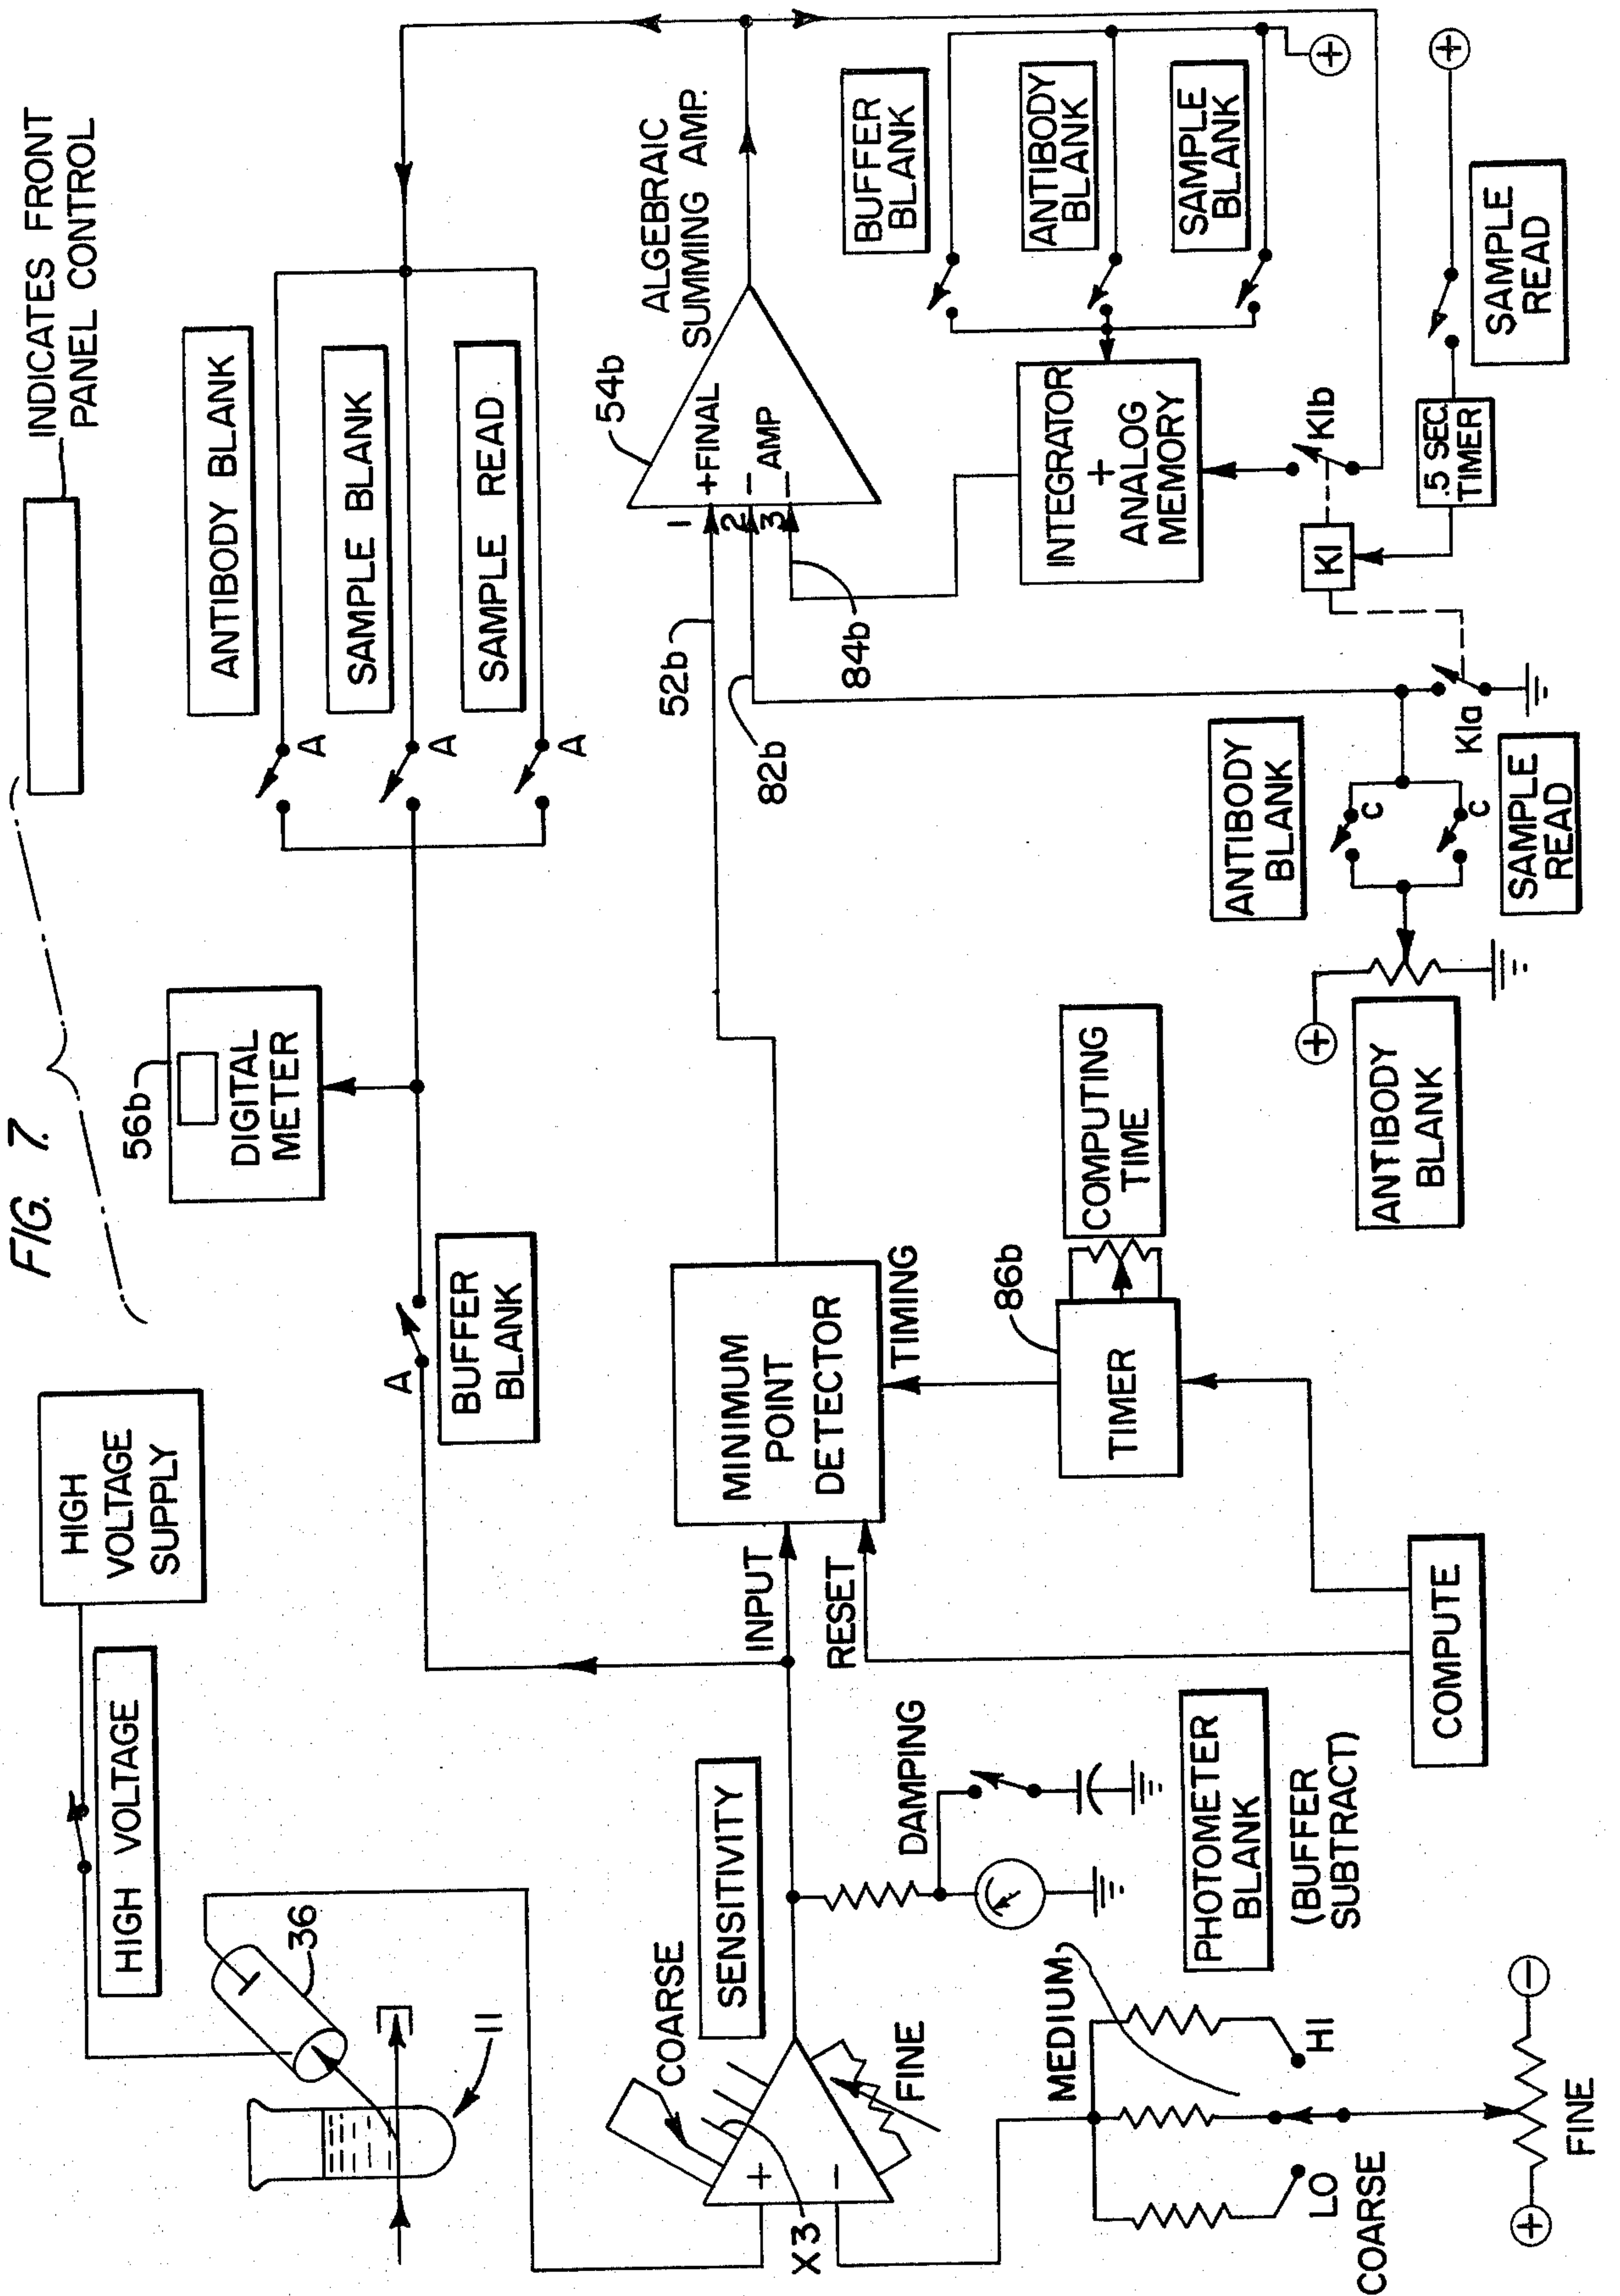 FIG. 7.
INDICATES FRONT
PANEL CONTROL
HIGH
VOLTAGE
SUPPLY
HIGH VOLTAGE
36
11
56b
DIGITAL
METER
A
BUFFER
BLANK
ANTIBODY BLANK
A
SAMPLE BLANK
A
SAMPLE READ
A
COARSE
SENSITIVITY
X3
+
−
FINE
INPUT
RESET
MINIMUM
POINT
DETECTOR
TIMING
52b
82b
84b
54b
1
2
3
+FINAL
− AMP
−
ALGEBRAIC
SUMMING AMP.
DAMPING
MEDIUM
HI
LO
COARSE
+
−
FINE
PHOTOMETER
BLANK
(BUFFER
SUBTRACT)
COMPUTE
86b
TIMER
COMPUTING
TIME
+
ANTIBODY
BLANK
ANTIBODY
BLANK
C
C
SAMPLE
READ
K1a
K1
K1b
INTEGRATOR
+
ANALOG
MEMORY
BUFFER
BLANK
ANTIBODY
BLANK
SAMPLE
BLANK
+
.5 SEC.
TIMER
SAMPLE
READ
+